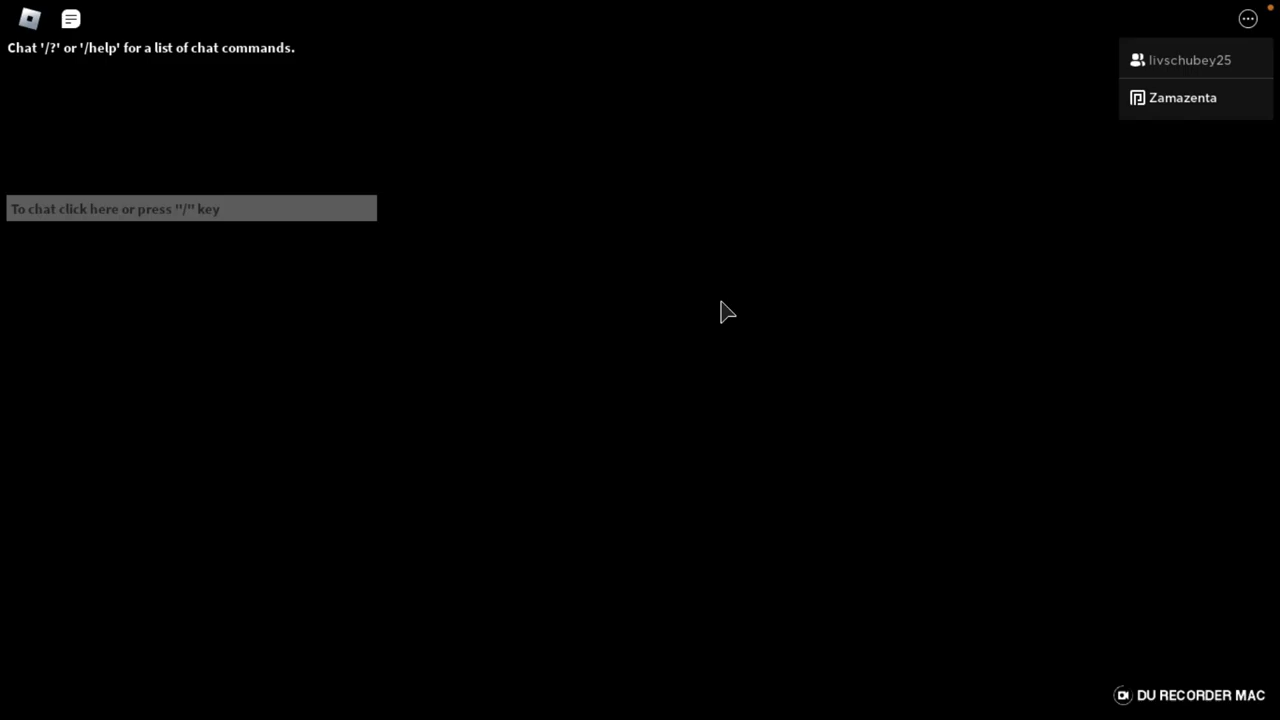 Chat '/?' or '/help' for a list of chat commands.
livschubey25
Zamazenta
To chat click here or press "/" key
DU RECORDER MAC